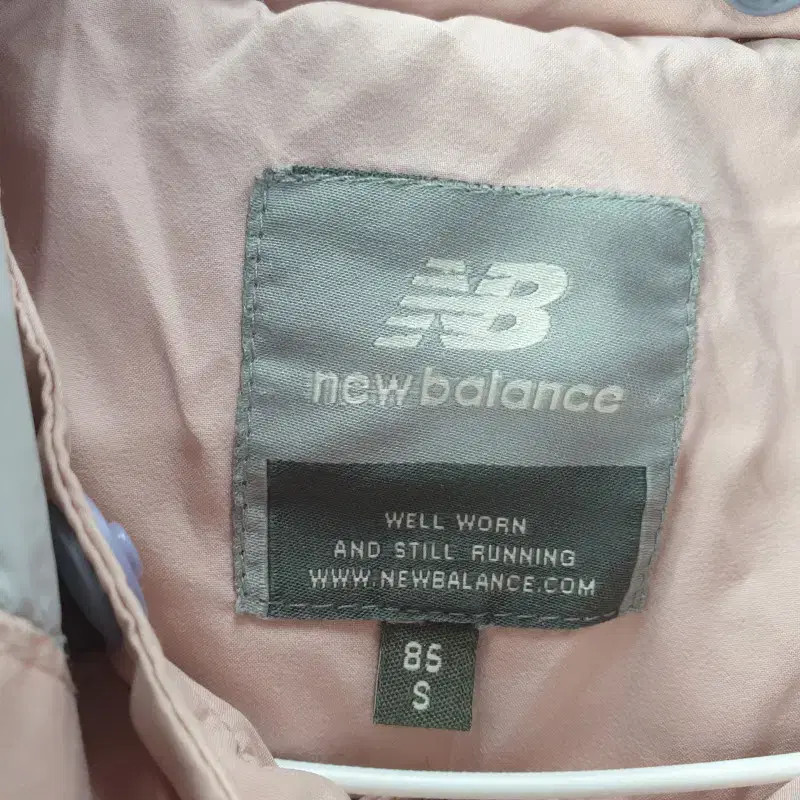 NB
new balance
WELL WORN
AND STILL RUNNING
WWW.NEWBALANCE.COM
85
S